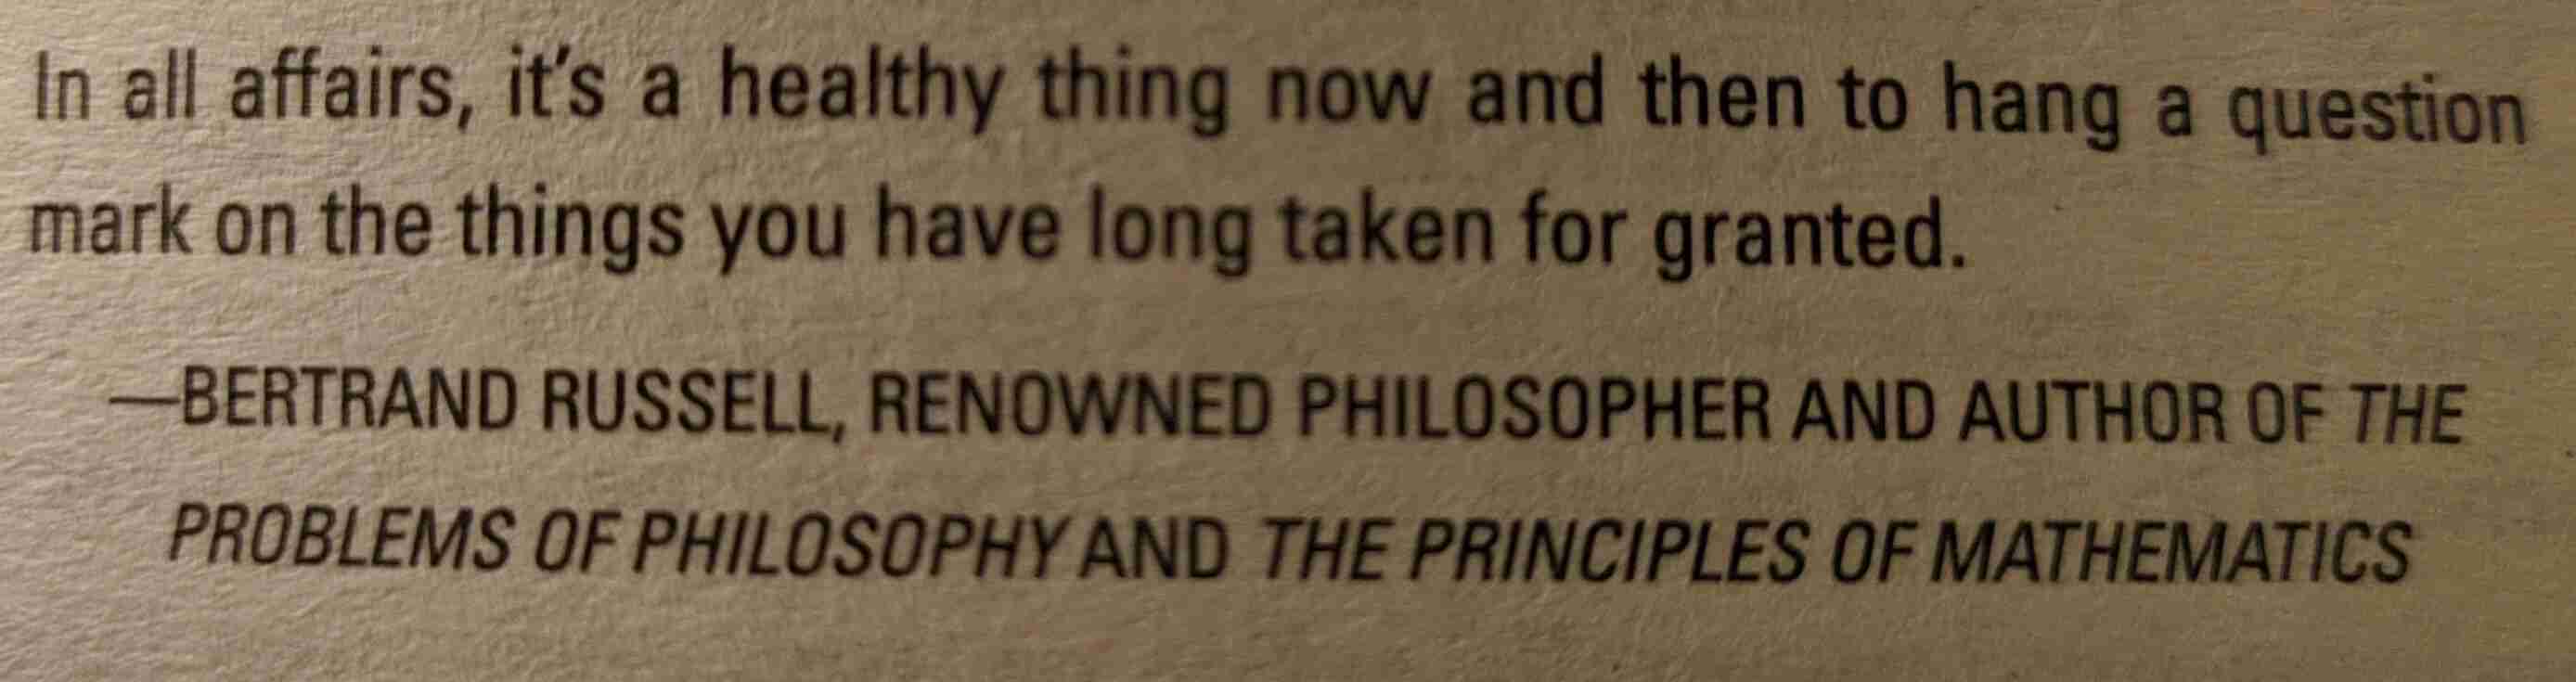 In all affairs, it's a healthy thing now and then to hang a question
mark on the things you have long taken for granted.
—BERTRAND RUSSELL, RENOWNED PHILOSOPHER AND AUTHOR OF THE
PROBLEMS OF PHILOSOPHY AND THE PRINCIPLES OF MATHEMATICS